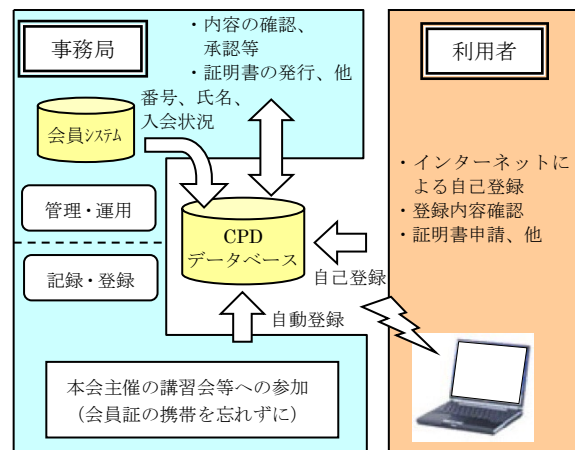 事務局
・内容の確認、
承認等
・証明書の発行、他
番号、氏名、
入会状況
会員システム
管理・運用
記録・登録
CPD
データベース
自己登録
自動登録
本会主催の講習会等への参加
（会員証の携帯を忘れずに）
利用者
・インターネットに
よる自己登録
・登録内容確認
・証明書申請、他